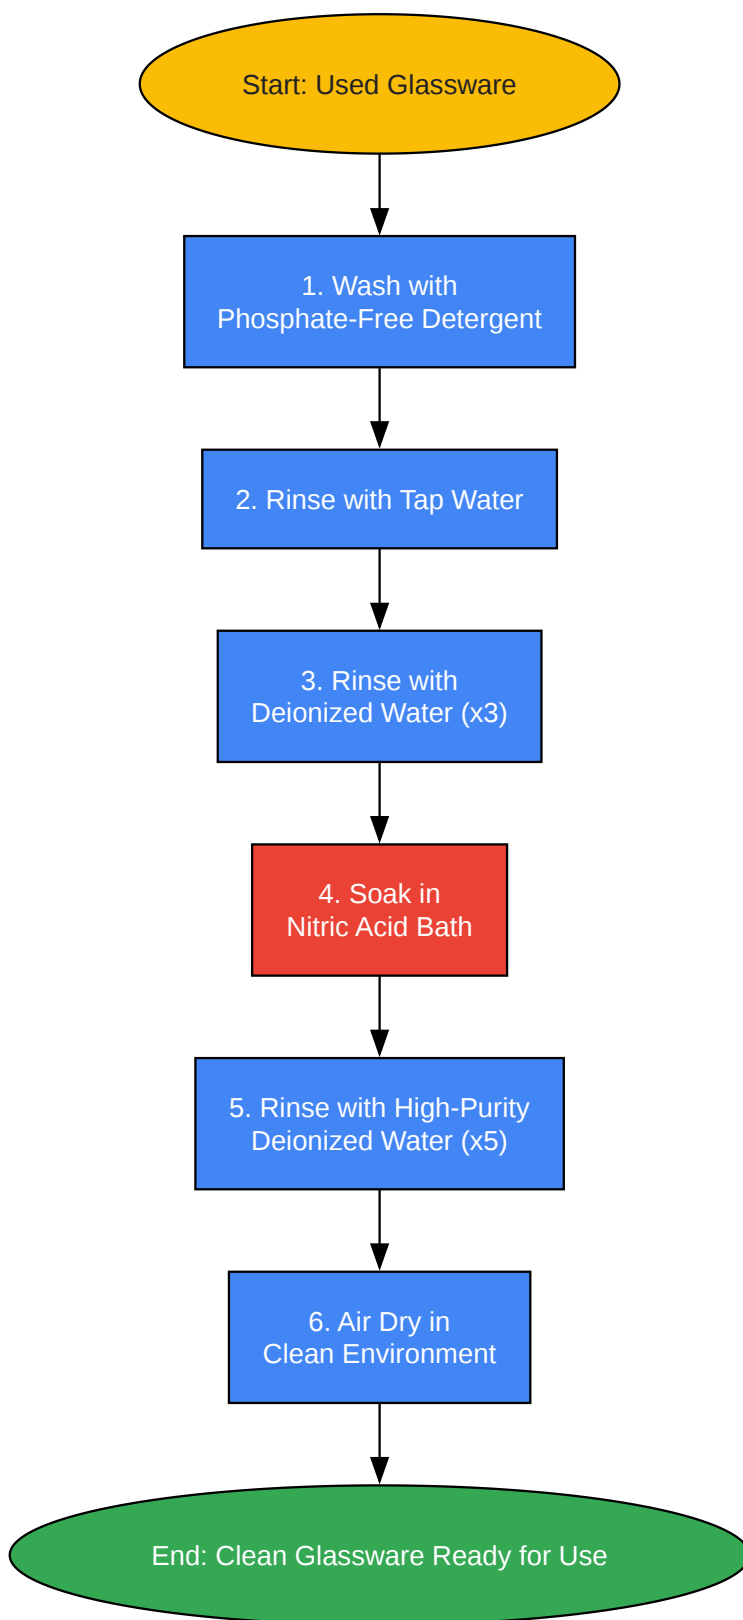 Start: Used Glassware
1. Wash with
Phosphate-Free Detergent
2. Rinse with Tap Water
3. Rinse with
Deionized Water (x3)
4. Soak in
Nitric Acid Bath
5. Rinse with High-Purity
Deionized Water (x5)
6. Air Dry in
Clean Environment
End: Clean Glassware Ready for Use